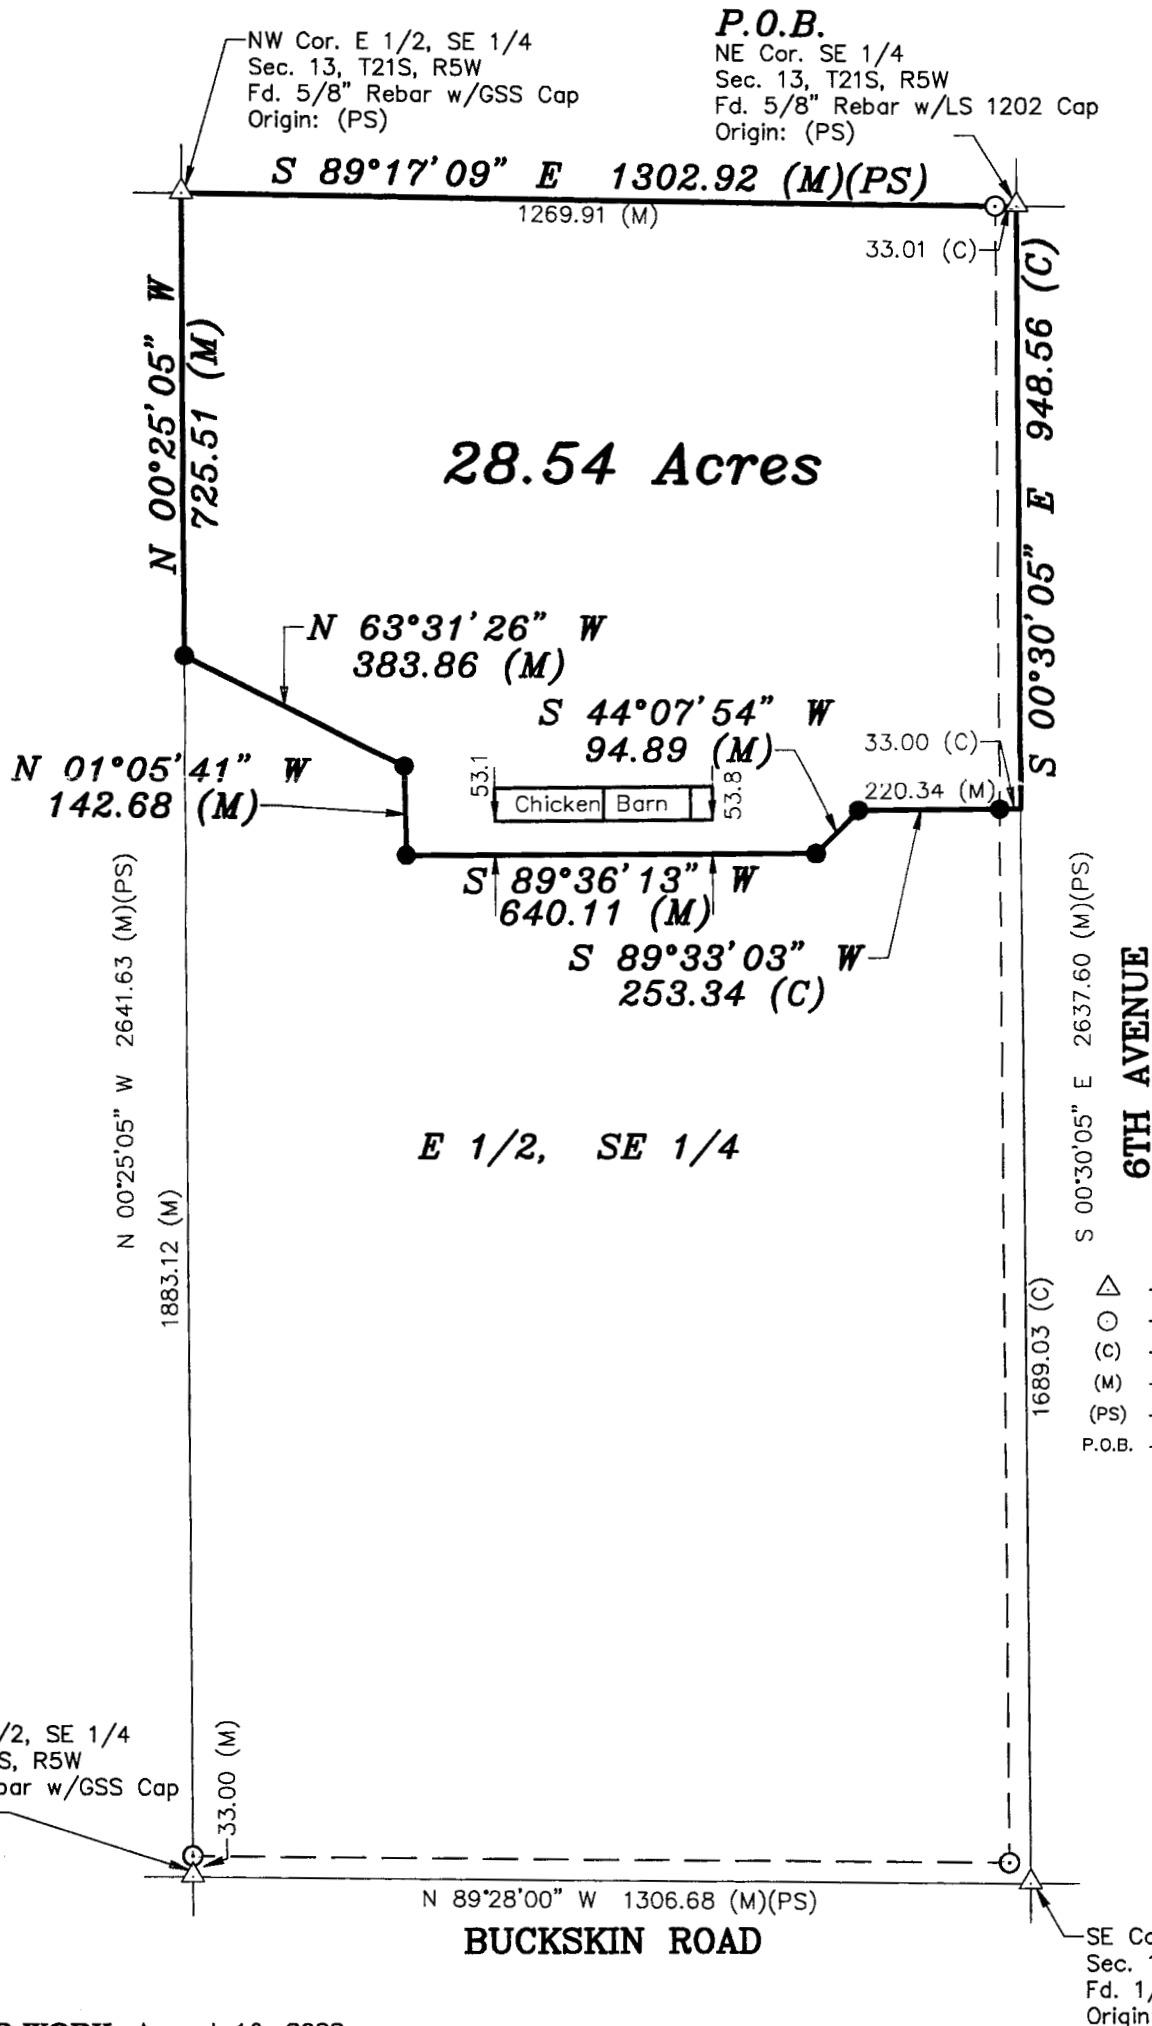 P.O.B.
NW Cor. E 1/2, SE 1/4
Sec. 13, T21S, R5W
Fd. 5/8" Rebar w/GSS Cap
Origin: (PS)
NE Cor. SE 1/4
Sec. 13, T21S, R5W
Fd. 5/8" Rebar w/LS 1202 Cap
Origin: (PS)
S 89°17'09" E 1302.92 (M)(PS)
1269.91 (M)
33.01 (C)
N 00°25'05" W
725.51 (M)
S 00°30'05" E 948.56 (C)
28.54 Acres
N 63°31'26" W
383.86 (M)
S 44°07'54" W
94.89 (M)
33.00 (C)
N 01°05'41" W
142.68 (M)
53.1
Chicken Barn
53.8
220.34 (M)
S 89°36'13" W
640.11 (M)
S 89°33'03" W
253.34 (C)
N 00°25'05" W 2641.63 (M)(PS)
1883.12 (M)
S 00°30'05" E 2637.60 (M)(PS)
6TH AVENUE
E 1/2, SE 1/4
1689.03 (C)
(C)
(M)
(PS)
P.O.B.
/2, SE 1/4
S, R5W
bar w/GSS Cap
33.00 (M)
N 89°28'00" W 1306.68 (M)(PS)
BUCKSKIN ROAD
SE Co
Sec. 1
Fd. 1/
Origin